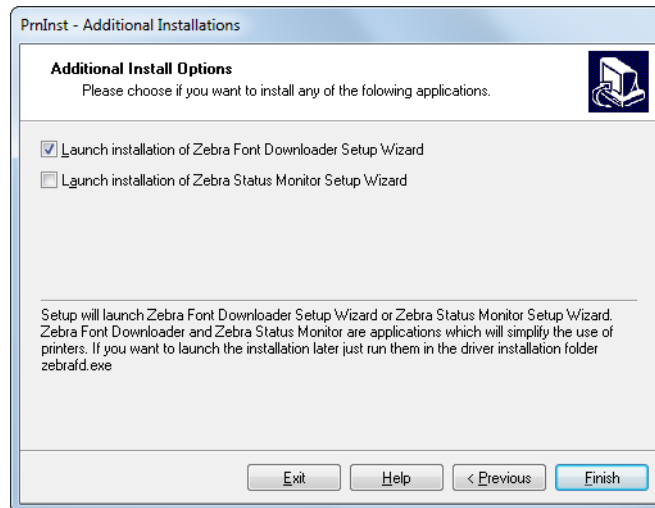 PrnInst - Additional Installations
Additional Install Options
Please choose if you want to install any of the folowing applications.
Launch installation of Zebra Font Downloader Setup Wizard
Launch installation of Zebra Status Monitor Setup Wizard
Setup will launch Zebra Font Downloader Setup Wizard or Zebra Status Monitor Setup Wizard.
Zebra Font Downloader and Zebra Status Monitor are applications which will simplify the use of
printers. If you want to launch the installation later just run them in the driver installation folder
zebrafd.exe
Exit
Help
< Previous
Finish